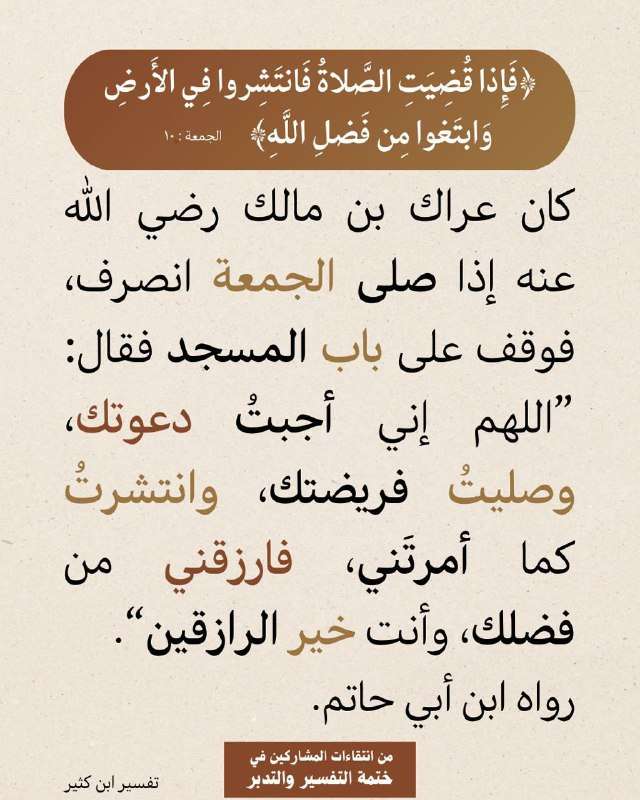 ﴿فَإِذا قُضِيَتِ الصَّلاةُ فَانتَشِروا فِي الأَرضِ
وَابتَغوا مِن فَضلِ اللَّهِ﴾ الجمعة : ١٠
كان عراك بن مالك رضي الله
عنه إذا صلى الجمعة انصرف،
فوقف على باب المسجد فقال:
”اللهم إني أجبتُ دعوتك،
وصليتُ فريضتك، وانتشرتُ
كما أمرتَني، فارزقني من
فضلك، وأنت خير الرازقين“.
رواه ابن أبي حاتم.
من انتقاءات المشاركين في
ختمة التفسير والتدبر
تفسير ابن كثير